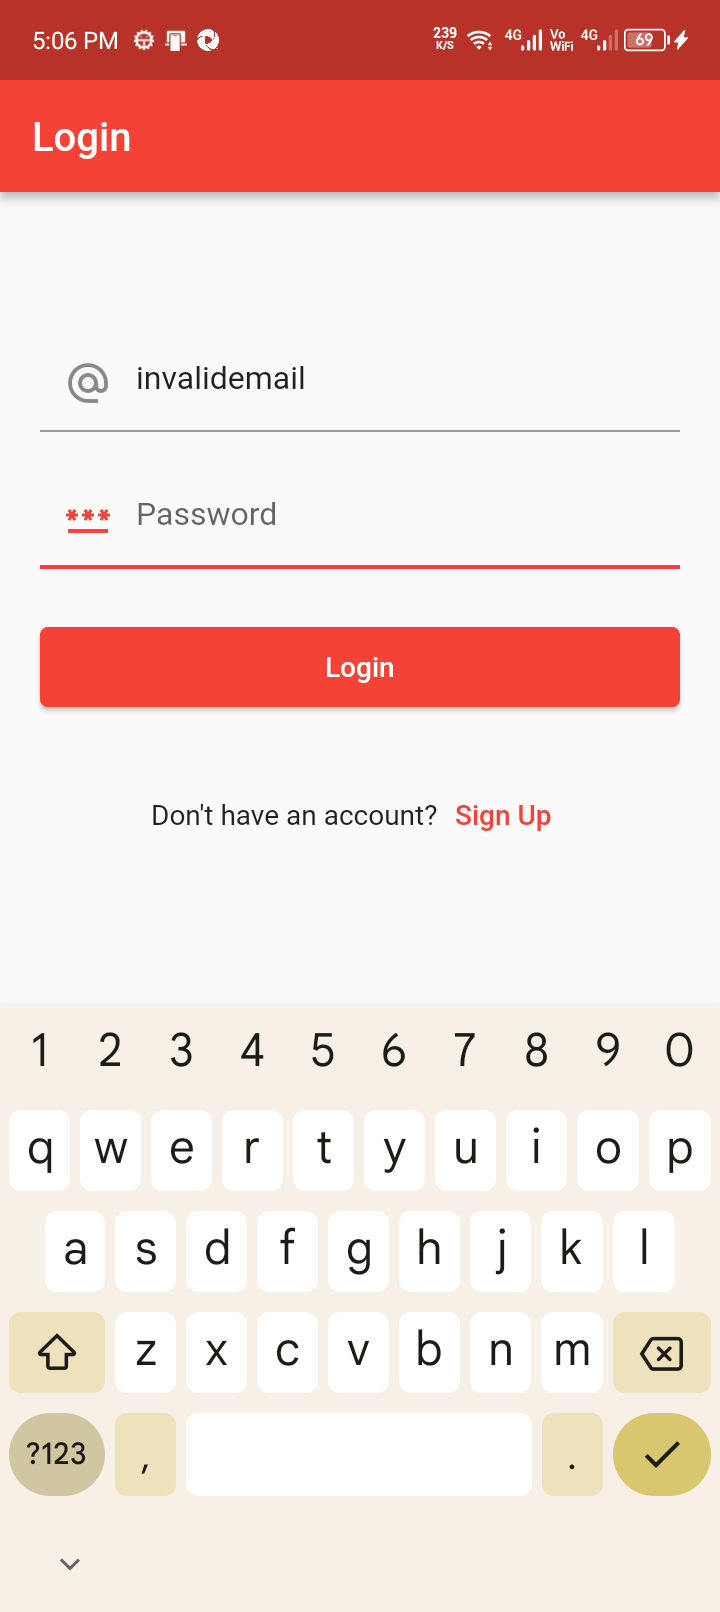 5:06 PM 239 K/S 4G Vo WiFi 4G 69
Login
invalidemail
Password
Login
Don't have an account? Sign Up
1 2 3 4 5 6 7 8 9 0
q w e r t y u i o p
a s d f g h j k l
z x c v b n m
?123 , .